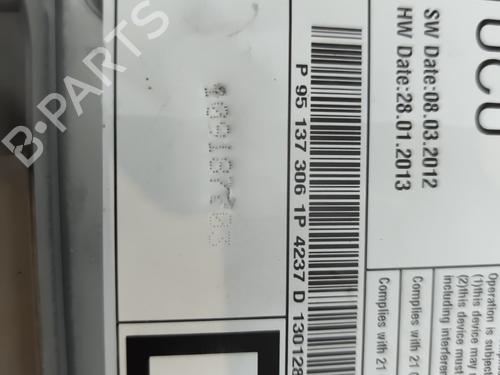 B-PARTS
UCU
SW Date:08.03.2012
HW Date:28.01.2013
P 95 137 306 1P 4237 D 130128
Operation is subject
(1)this device may
(2)this device must
including interferen
Complies with 21
Complies with 21